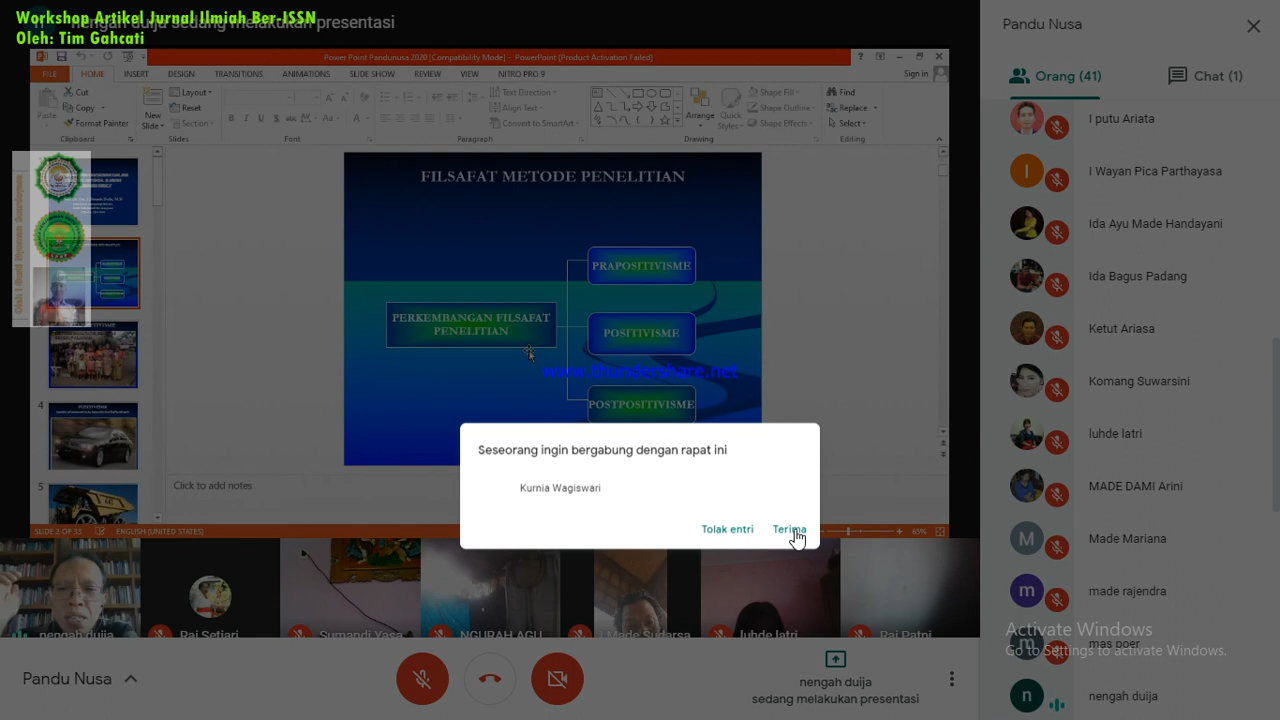 Workshop Artikel Jurnal Ilmiah Ber-ISSN
Oleh: Tim Gahcati
nengah duija sedang melakukan presentasi
Power Point Pandunusa 2020 [Compatibility Mode] - PowerPoint (Product Activation Failed)
FILE HOME INSERT DESIGN TRANSITIONS ANIMATIONS SLIDE SHOW REVIEW VIEW NITRO PRO 9 Sign in
Paste
Cut
Copy
Format Painter
Clipboard
New Slide
Layout
Reset
Section
Slides
Font
Text Direction
Align Text
Convert to SmartArt
Paragraph
Arrange
Quick Styles
Shape Fill
Shape Outline
Shape Effects
Drawing
Find
Replace
Select
Editing
FILSAFAT METODE PENELITIAN
PERKEMBANGAN FILSAFAT PENELITIAN
PRAPOSITIVISME
POSITIVISME
POSTPOSITIVISME
www.thundershare.net
4
5
Click to add notes
SLIDE 2 OF 33 ENGLISH (UNITED STATES)
60%
Seseorang ingin bergabung dengan rapat ini
Kurnia Wagiswari
Tolak entri Terima
nengah duija
Rai Setiari
Sumandi Yasa
NGURAH AGU
I Made Sudarsa
luhde latri
Rai Patni
Pandu Nusa
nengah duija
sedang melakukan presentasi
Pandu Nusa
Orang (41) Chat (1)
I putu Ariata
I Wayan Pica Parthayasa
Ida Ayu Made Handayani
Ida Bagus Padang
Ketut Ariasa
Komang Suwarsini
luhde latri
MADE DAMI Arini
M Made Mariana
m made rajendra
m mas poer
n nengah duija
Activate Windows
Go to Settings to activate Windows.